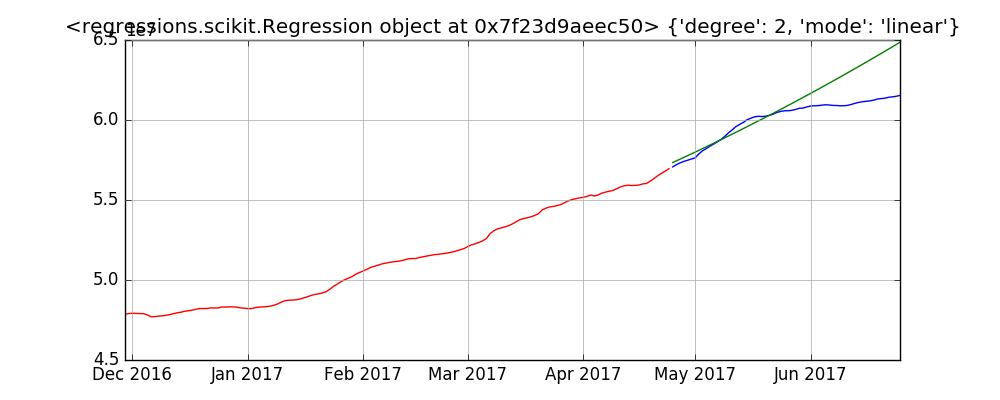 <regressions.scikit.Regression object at 0x7f23d9aeec50> {'degree': 2, 'mode': 'linear'}
1e7
6.5
6.0
5.5
5.0
4.5
Dec 2016 Jan 2017 Feb 2017 Mar 2017 Apr 2017 May 2017 Jun 2017